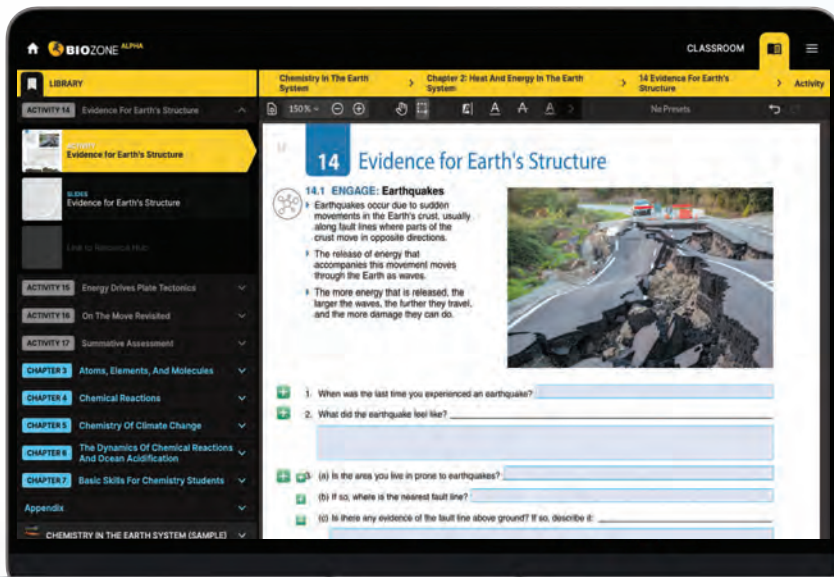 BIOZONE ALPHA
CLASSROOM
LIBRARY
Chemistry In The Earth System > Chapter 2: Heat And Energy In The Earth System > 14 Evidence For Earth's Structure > Activity
ACTIVITY 14 Evidence For Earth's Structure
150%
No Presets
ACTIVITY
Evidence for Earth's Structure
SLIDES
Evidence for Earth's Structure
Link to Resource Hub
ACTIVITY 15 Energy Drives Plate Tectonics
ACTIVITY 16 On The Move Revisited
ACTIVITY 17 Summative Assessment
CHAPTER 3 Atoms, Elements, And Molecules
CHAPTER 4 Chemical Reactions
CHAPTER 5 Chemistry Of Climate Change
CHAPTER 6 The Dynamics Of Chemical Reactions
And Ocean Acidification
CHAPTER 7 Basic Skills For Chemistry Students
Appendix
CHEMISTRY IN THE EARTH SYSTEM (SAMPLE)
14 Evidence for Earth's Structure
14.1 ENGAGE: Earthquakes
Earthquakes occur due to sudden
movements in the Earth's crust, usually
along fault lines where parts of the
crust move in opposite directions.
The release of energy that
accompanies this movement moves
through the Earth as waves.
The more energy that is released, the
larger the waves, the further they travel,
and the more damage they can do.
1. When was the last time you experienced an earthquake?
2. What did the earthquake feel like?
3. (a) Is the area you live in prone to earthquakes?
(b) If so, where is the nearest fault line?
(c) Is there any evidence of the fault line above ground? If so, describe it: